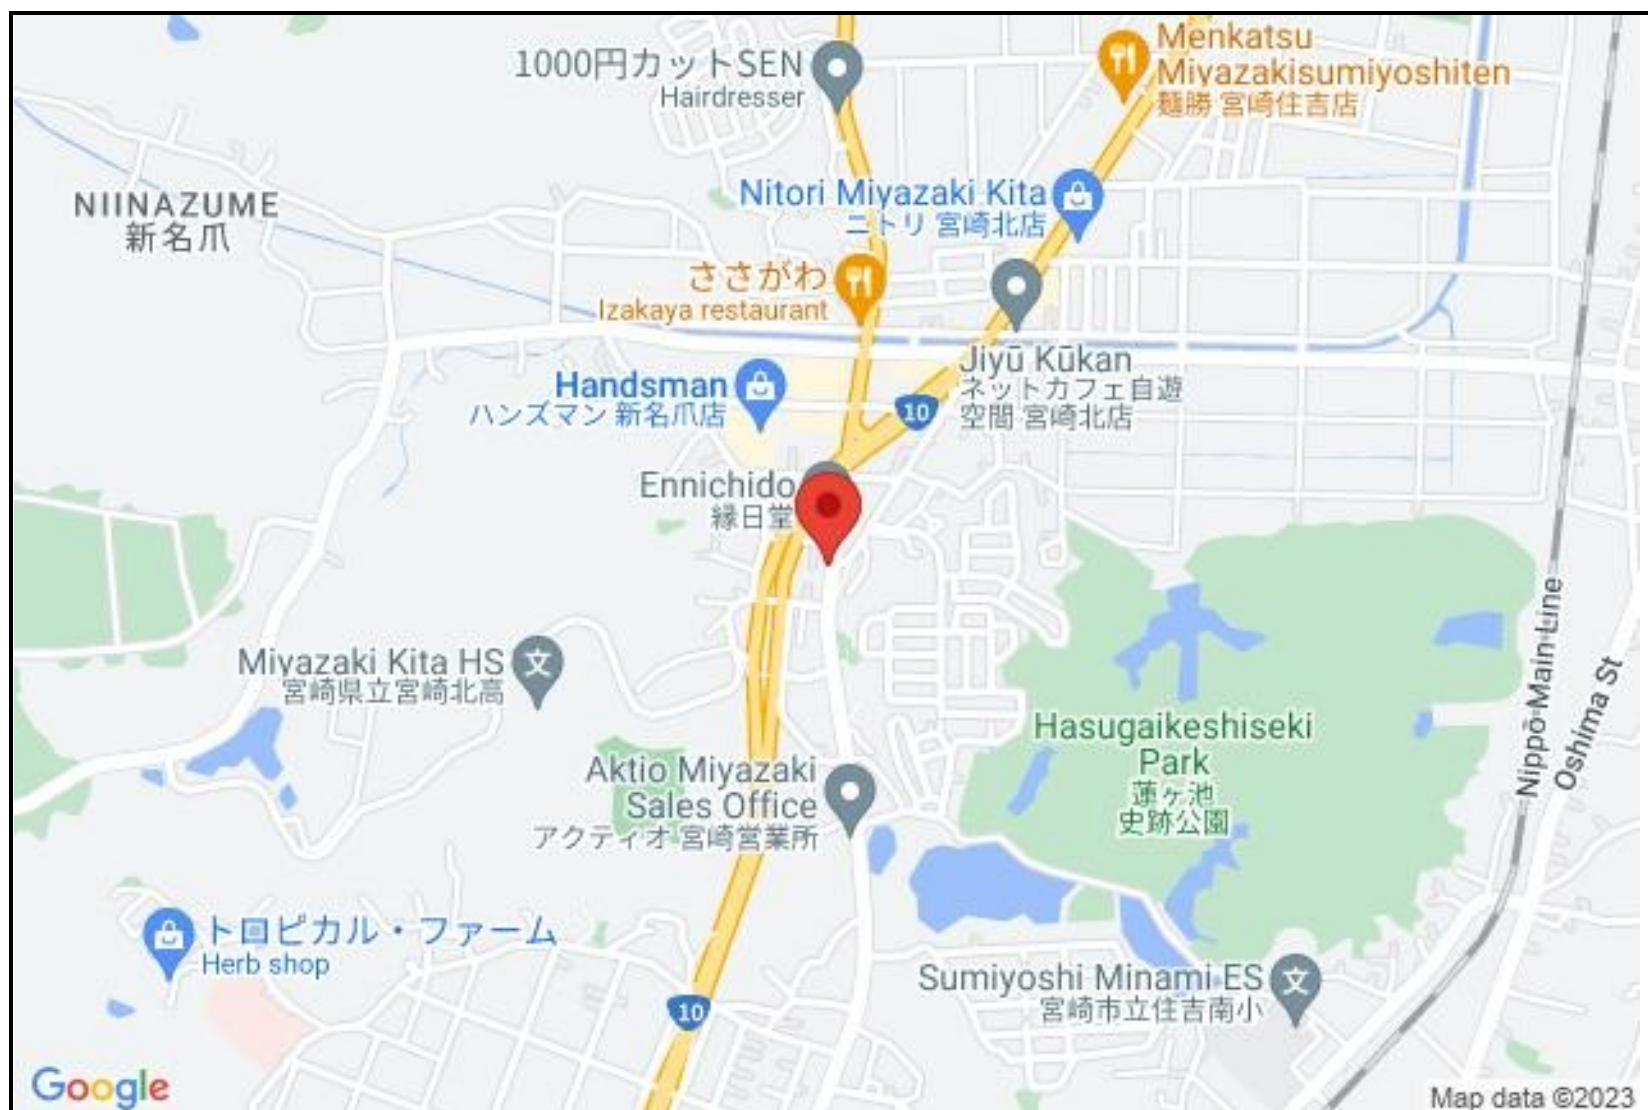 1000円カットSEN
Hairdresser
Menkatsu
Miyazakisumiyoshiten
麺勝 宮崎住吉店
NIINAZUME
新名爪
Nitori Miyazaki Kita
ニトリ 宮崎北店
ささがわ
Izakaya restaurant
Jiyū Kūkan
ネットカフェ自遊
空間 宮崎北店
Handsman
ハンズマン 新名爪店
10
Ennichido
縁日堂
Miyazaki Kita HS
宮崎県立宮崎北高
Nippō Main Line
Oshima St
Hasugaikeshiseki
Park
蓮ヶ池
史跡公園
Aktio Miyazaki
Sales Office
アクティオ 宮崎営業所
トロピカル・ファーム
Herb shop
Sumiyoshi Minami ES
宮崎市立住吉南小
10
Google
Map data ©2023